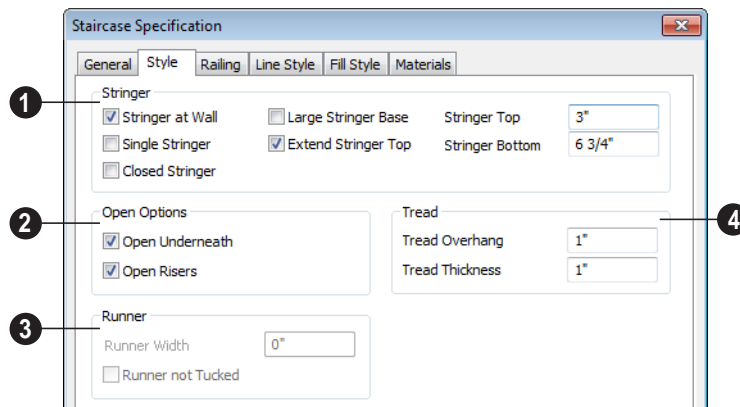 Staircase Specification
General Style Railing Line Style Fill Style Materials
1
Stringer
Stringer at Wall Large Stringer Base Stringer Top 3"
Single Stringer Extend Stringer Top Stringer Bottom 6 3/4"
Closed Stringer
2
Open Options
Open Underneath
Open Risers
Tread
4
Tread Overhang 1"
Tread Thickness 1"
3
Runner
Runner Width 0"
Runner not Tucked